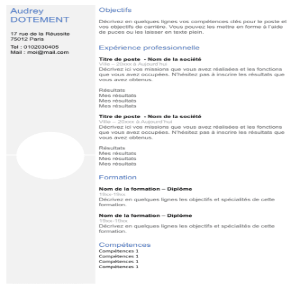 Audrey
DOTEMENT
17 rue de la Réussite
75012 Paris
Tel : 0102030405
Mail : moi@mail.com
Objectifs
Décrivez en quelques lignes vos compétences clés pour le poste et
vos objectifs de carrière. Vous pouvez les mettre en forme à l'aide
de puces ou les laisser en texte plein.
Expérience professionnelle
Titre de poste - Nom de la société
Ville - 20xxx à Aujourd'hui
Décrivez ici vos missions que vous avez réalisées et les fonctions
que vous avez occupées. N'hésitez pas à inscrire les résultats que
vous avez obtenus.
Résultats
Mes résultats
Mes résultats
Mes résultats
Titre de poste - Nom de la société
Ville - 20xxx à Aujourd'hui
Décrivez ici vos missions que vous avez réalisées et les fonctions
que vous avez occupées. N'hésitez pas à inscrire les résultats que
vous avez obtenus.
Résultats
Mes résultats
Mes résultats
Mes résultats
Formation
Nom de la formation – Diplôme
Décrivez en quelques lignes les objectifs et spécialités de cette
formation.
Nom de la formation – Diplôme
Décrivez en quelques lignes les objectifs et spécialités de cette
formation.
Compétences
Compétences 1
Compétences 1
Compétences 1
Compétences 1